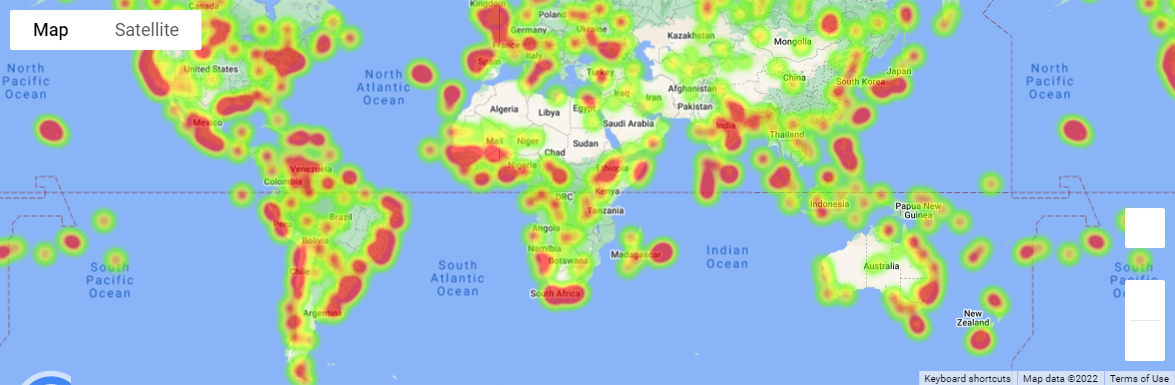 Map
Satellite
Canada
Kingdom
Poland
Germany
Ukraine
Kazakhstan
Mongolia
France
Italy
Spain
Turkey
United States
North
Pacific
Ocean
North
Atlantic
Ocean
Algeria
Libya
Egypt
Iraq
Iran
Afghanistan
Pakistan
China
South Korea
Japan
North
Pacific
Ocean
Mexico
Mali
Niger
Chad
Sudan
Saudi Arabia
India
Thailand
Venezuela
Colombia
Nigeria
Ethiopia
DRC
Kenya
Tanzania
Indonesia
Papua New
Guinea
Peru
Brazil
Bolivia
Angola
Namibia
Botswana
Madagascar
Indian
Ocean
Australia
Chile
South
Pacific
Ocean
South
Atlantic
Ocean
South
Argentina
South Africa
New
Zealand
Keyboard shortcuts
Map data ©2022
Terms of Use